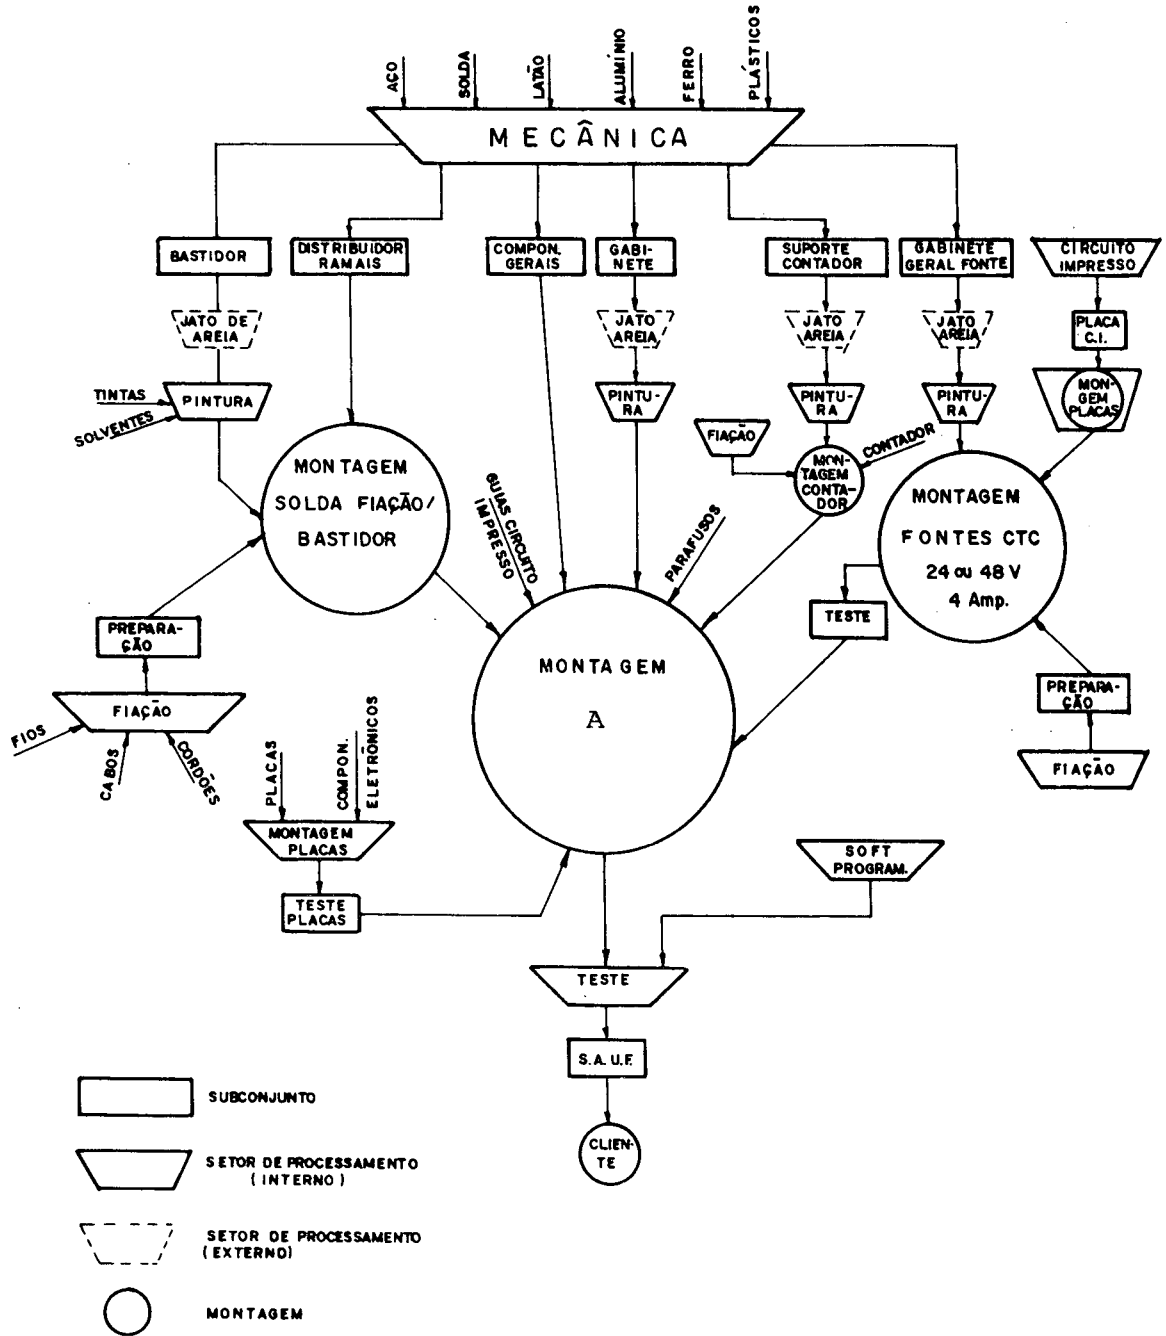 AÇO
SOLDA
LATÃO
ALUMÍNIO
FERRO
PLÁSTICOS
MECÂNICA
BASTIDOR
DISTRIBUIDOR
RAMAIS
COMPON.
GERAIS
GABI-
NETE
SUPORTE
CONTADOR
GABINETE
GERAL FONTE
CIRCUITO
IMPRESSO
JATO DE
AREIA
JATO
AREIA
JATO
AREIA
JATO
AREIA
PLACA
C.I.
TINTAS
SOLVENTES
PINTURA
PINTU-
RA
PINTU-
RA
PINTU-
RA
MON-
GEM
PLACAS
FIAÇÃO
CONTADOR
MON-
TAGEM
CONTA-
DOR
MONTAGEM
SOLDA FIAÇÃO/
BASTIDOR
GUIAS CIRCUITO
IMPRESSO
PARAFUSOS
MONTAGEM
FONTES CTC
24 ou 48 V
4 Amp.
TESTE
PREPARA-
ÇÃO
FIAÇÃO
FIOS
CABOS
CORDÕES
MONTAGEM
A
PREPARA-
ÇÃO
FIAÇÃO
PLACAS
COMPON.
ELETRÔNICOS
MONTAGEM
PLACAS
TESTE
PLACAS
SOFT
PROGRAM.
TESTE
S.A.U.F.
CLIEN-
TE
SUBCONJUNTO
SETOR DE PROCESSAMENTO
(INTERNO)
SETOR DE PROCESSAMENTO
(EXTERNO)
MONTAGEM